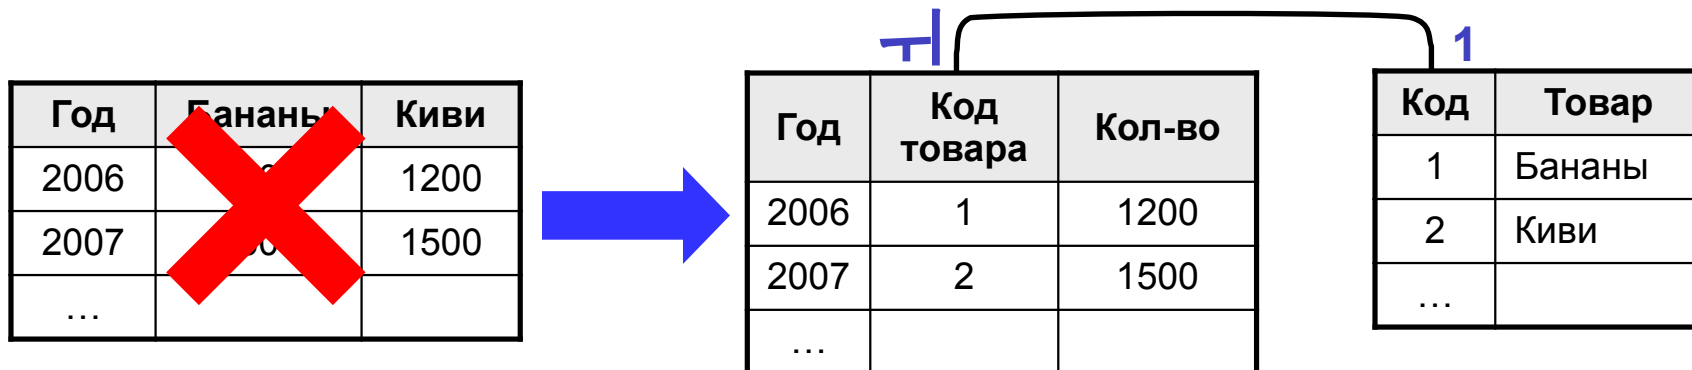 1
Год Киви
2006 1200
2007 1500
…
Год Код товара Кол-во
2006 1 1200
2007 2 1500
…
Код Товар
1 Бананы
2 Киви
…